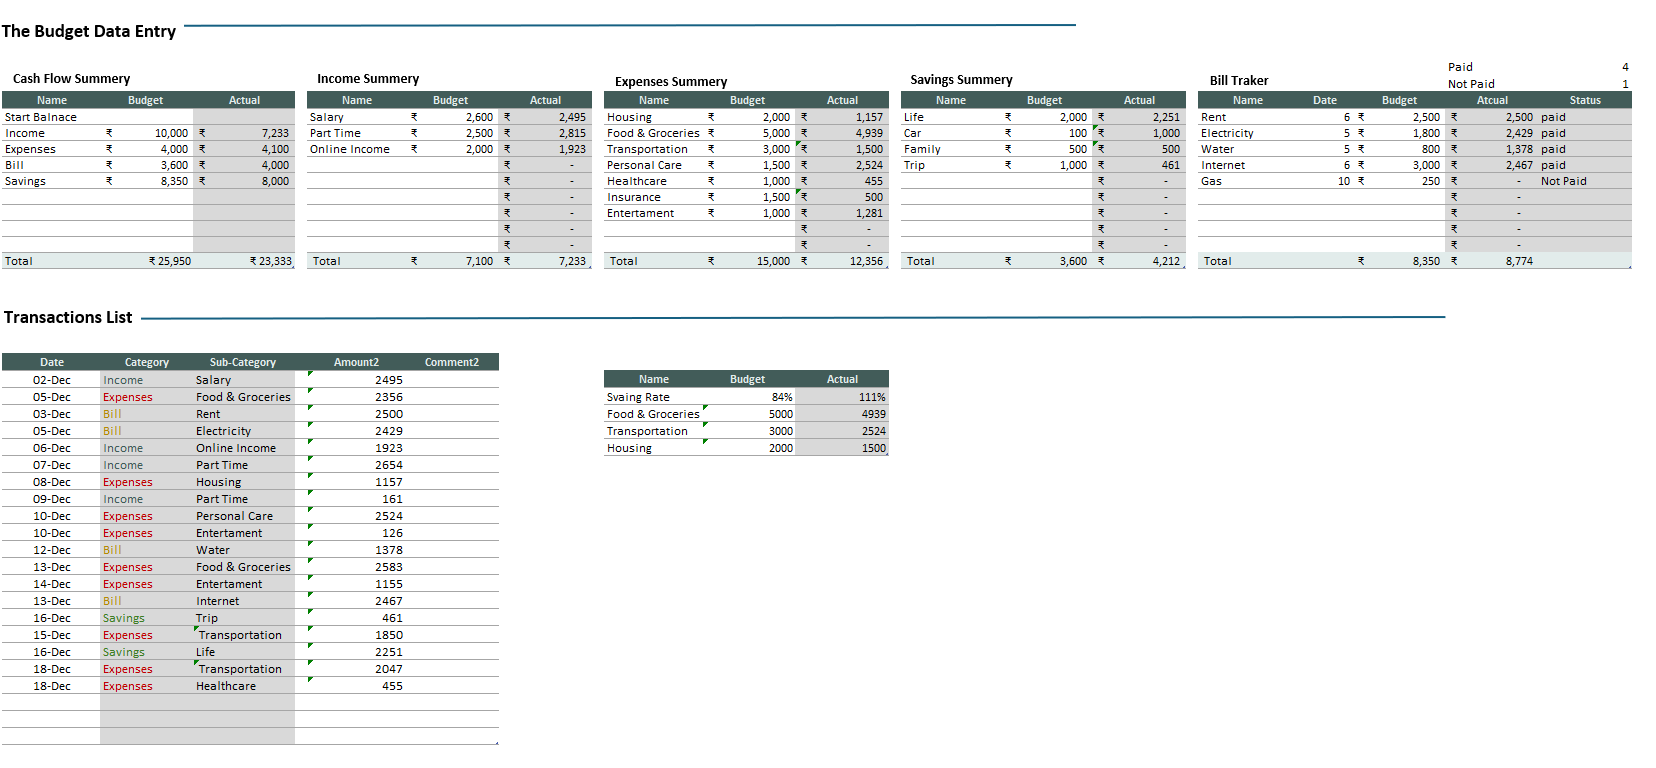 The Budget Data Entry
Paid 4
Not Paid 1
Cash Flow Summery
Name Budget Actual
Start Balnace
Income ₹ 10,000 ₹ 7,233
Expenses ₹ 4,000 ₹ 4,100
Bill ₹ 3,600 ₹ 4,000
Savings ₹ 8,350 ₹ 8,000
Total ₹ 25,950 ₹ 23,333
Income Summery
Name Budget Actual
Salary ₹ 2,600 ₹ 2,495
Part Time ₹ 2,500 ₹ 2,815
Online Income ₹ 2,000 ₹ 1,923
₹ -
₹ -
₹ -
₹ -
₹ -
₹ -
Total ₹ 7,100 ₹ 7,233
Expenses Summery
Name Budget Actual
Housing ₹ 2,000 ₹ 1,157
Food & Groceries ₹ 5,000 ₹ 4,939
Transportation ₹ 3,000 ₹ 1,500
Personal Care ₹ 1,500 ₹ 2,524
Healthcare ₹ 1,000 ₹ 455
Insurance ₹ 1,500 ₹ 500
Entertament ₹ 1,000 ₹ 1,281
₹ -
₹ -
Total ₹ 15,000 ₹ 12,356
Savings Summery
Name Budget Actual
Life ₹ 2,000 ₹ 2,251
Car ₹ 100 ₹ 1,000
Family ₹ 500 ₹ 500
Trip ₹ 1,000 ₹ 461
₹ -
₹ -
₹ -
₹ -
₹ -
Total ₹ 3,600 ₹ 4,212
Bill Traker
Name Date Budget Atcual Status
Rent 6 ₹ 2,500 ₹ 2,500 paid
Electricity 5 ₹ 1,800 ₹ 2,429 paid
Water 5 ₹ 800 ₹ 1,378 paid
Internet 6 ₹ 3,000 ₹ 2,467 paid
Gas 10 ₹ 250 ₹ - Not Paid
₹ -
₹ -
₹ -
₹ -
Total ₹ 8,350 ₹ 8,774
Transactions List
Date Category Sub-Category Amount2 Comment2
02-Dec Income Salary 2495
05-Dec Expenses Food & Groceries 2356
03-Dec Bill Rent 2500
05-Dec Bill Electricity 2429
06-Dec Income Online Income 1923
07-Dec Income Part Time 2654
08-Dec Expenses Housing 1157
09-Dec Income Part Time 161
10-Dec Expenses Personal Care 2524
10-Dec Expenses Entertament 126
12-Dec Bill Water 1378
13-Dec Expenses Food & Groceries 2583
14-Dec Expenses Entertament 1155
13-Dec Bill Internet 2467
16-Dec Savings Trip 461
15-Dec Expenses Transportation 1850
16-Dec Savings Life 2251
18-Dec Expenses Transportation 2047
18-Dec Expenses Healthcare 455
Name Budget Actual
Svaing Rate 84% 111%
Food & Groceries 5000 4939
Transportation 3000 2524
Housing 2000 1500